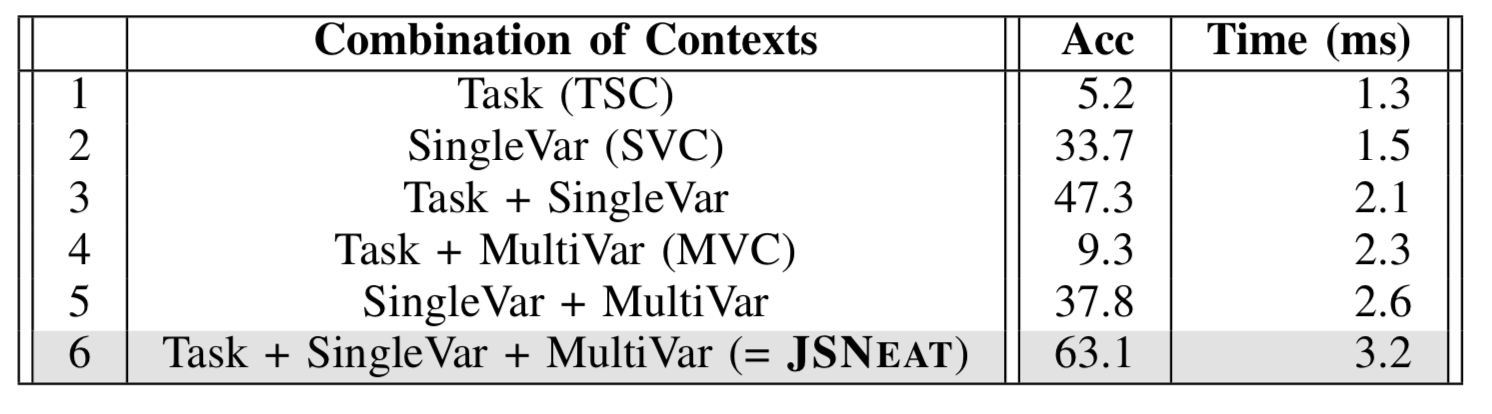 Combination of Contexts Acc Time (ms)
1 Task (TSC) 5.2 1.3
2 SingleVar (SVC) 33.7 1.5
3 Task + SingleVar 47.3 2.1
4 Task + MultiVar (MVC) 9.3 2.3
5 SingleVar + MultiVar 37.8 2.6
6 Task + SingleVar + MultiVar (= JSNEAT) 63.1 3.2